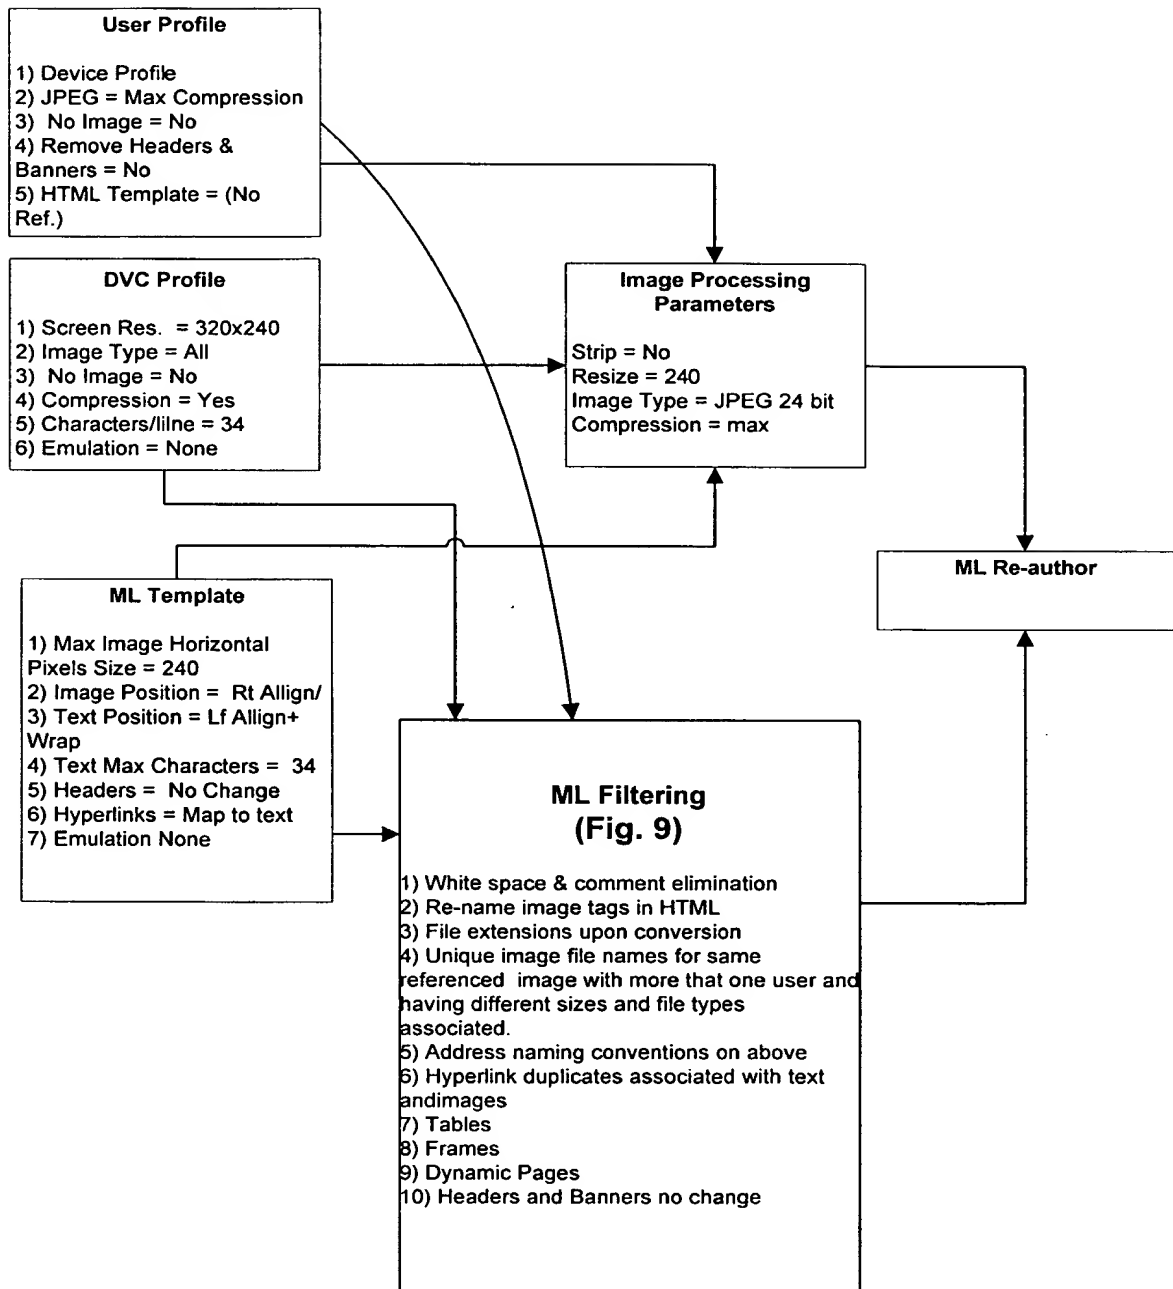 User Profile
1) Device Profile
2) JPEG = Max Compression
3) No Image = No
4) Remove Headers &
Banners = No
5) HTML Template = (No
Ref.)
DVC Profile
1) Screen Res. = 320x240
2) Image Type = All
3) No Image = No
4) Compression = Yes
5) Characters/lilne = 34
6) Emulation = None
Image Processing
Parameters
Strip = No
Resize = 240
Image Type = JPEG 24 bit
Compression = max
ML Re-author
ML Template
1) Max Image Horizontal
Pixels Size = 240
2) Image Position = Rt Allign/
3) Text Position = Lf Allign+
Wrap
4) Text Max Characters = 34
5) Headers = No Change
6) Hyperlinks = Map to text
7) Emulation None
ML Filtering
(Fig. 9)
1) White space & comment elimination
2) Re-name image tags in HTML
3) File extensions upon conversion
4) Unique image file names for same
referenced image with more that one user and
having different sizes and file types
associated.
5) Address naming conventions on above
6) Hyperlink duplicates associated with text
andimages
7) Tables
8) Frames
9) Dynamic Pages
10) Headers and Banners no change